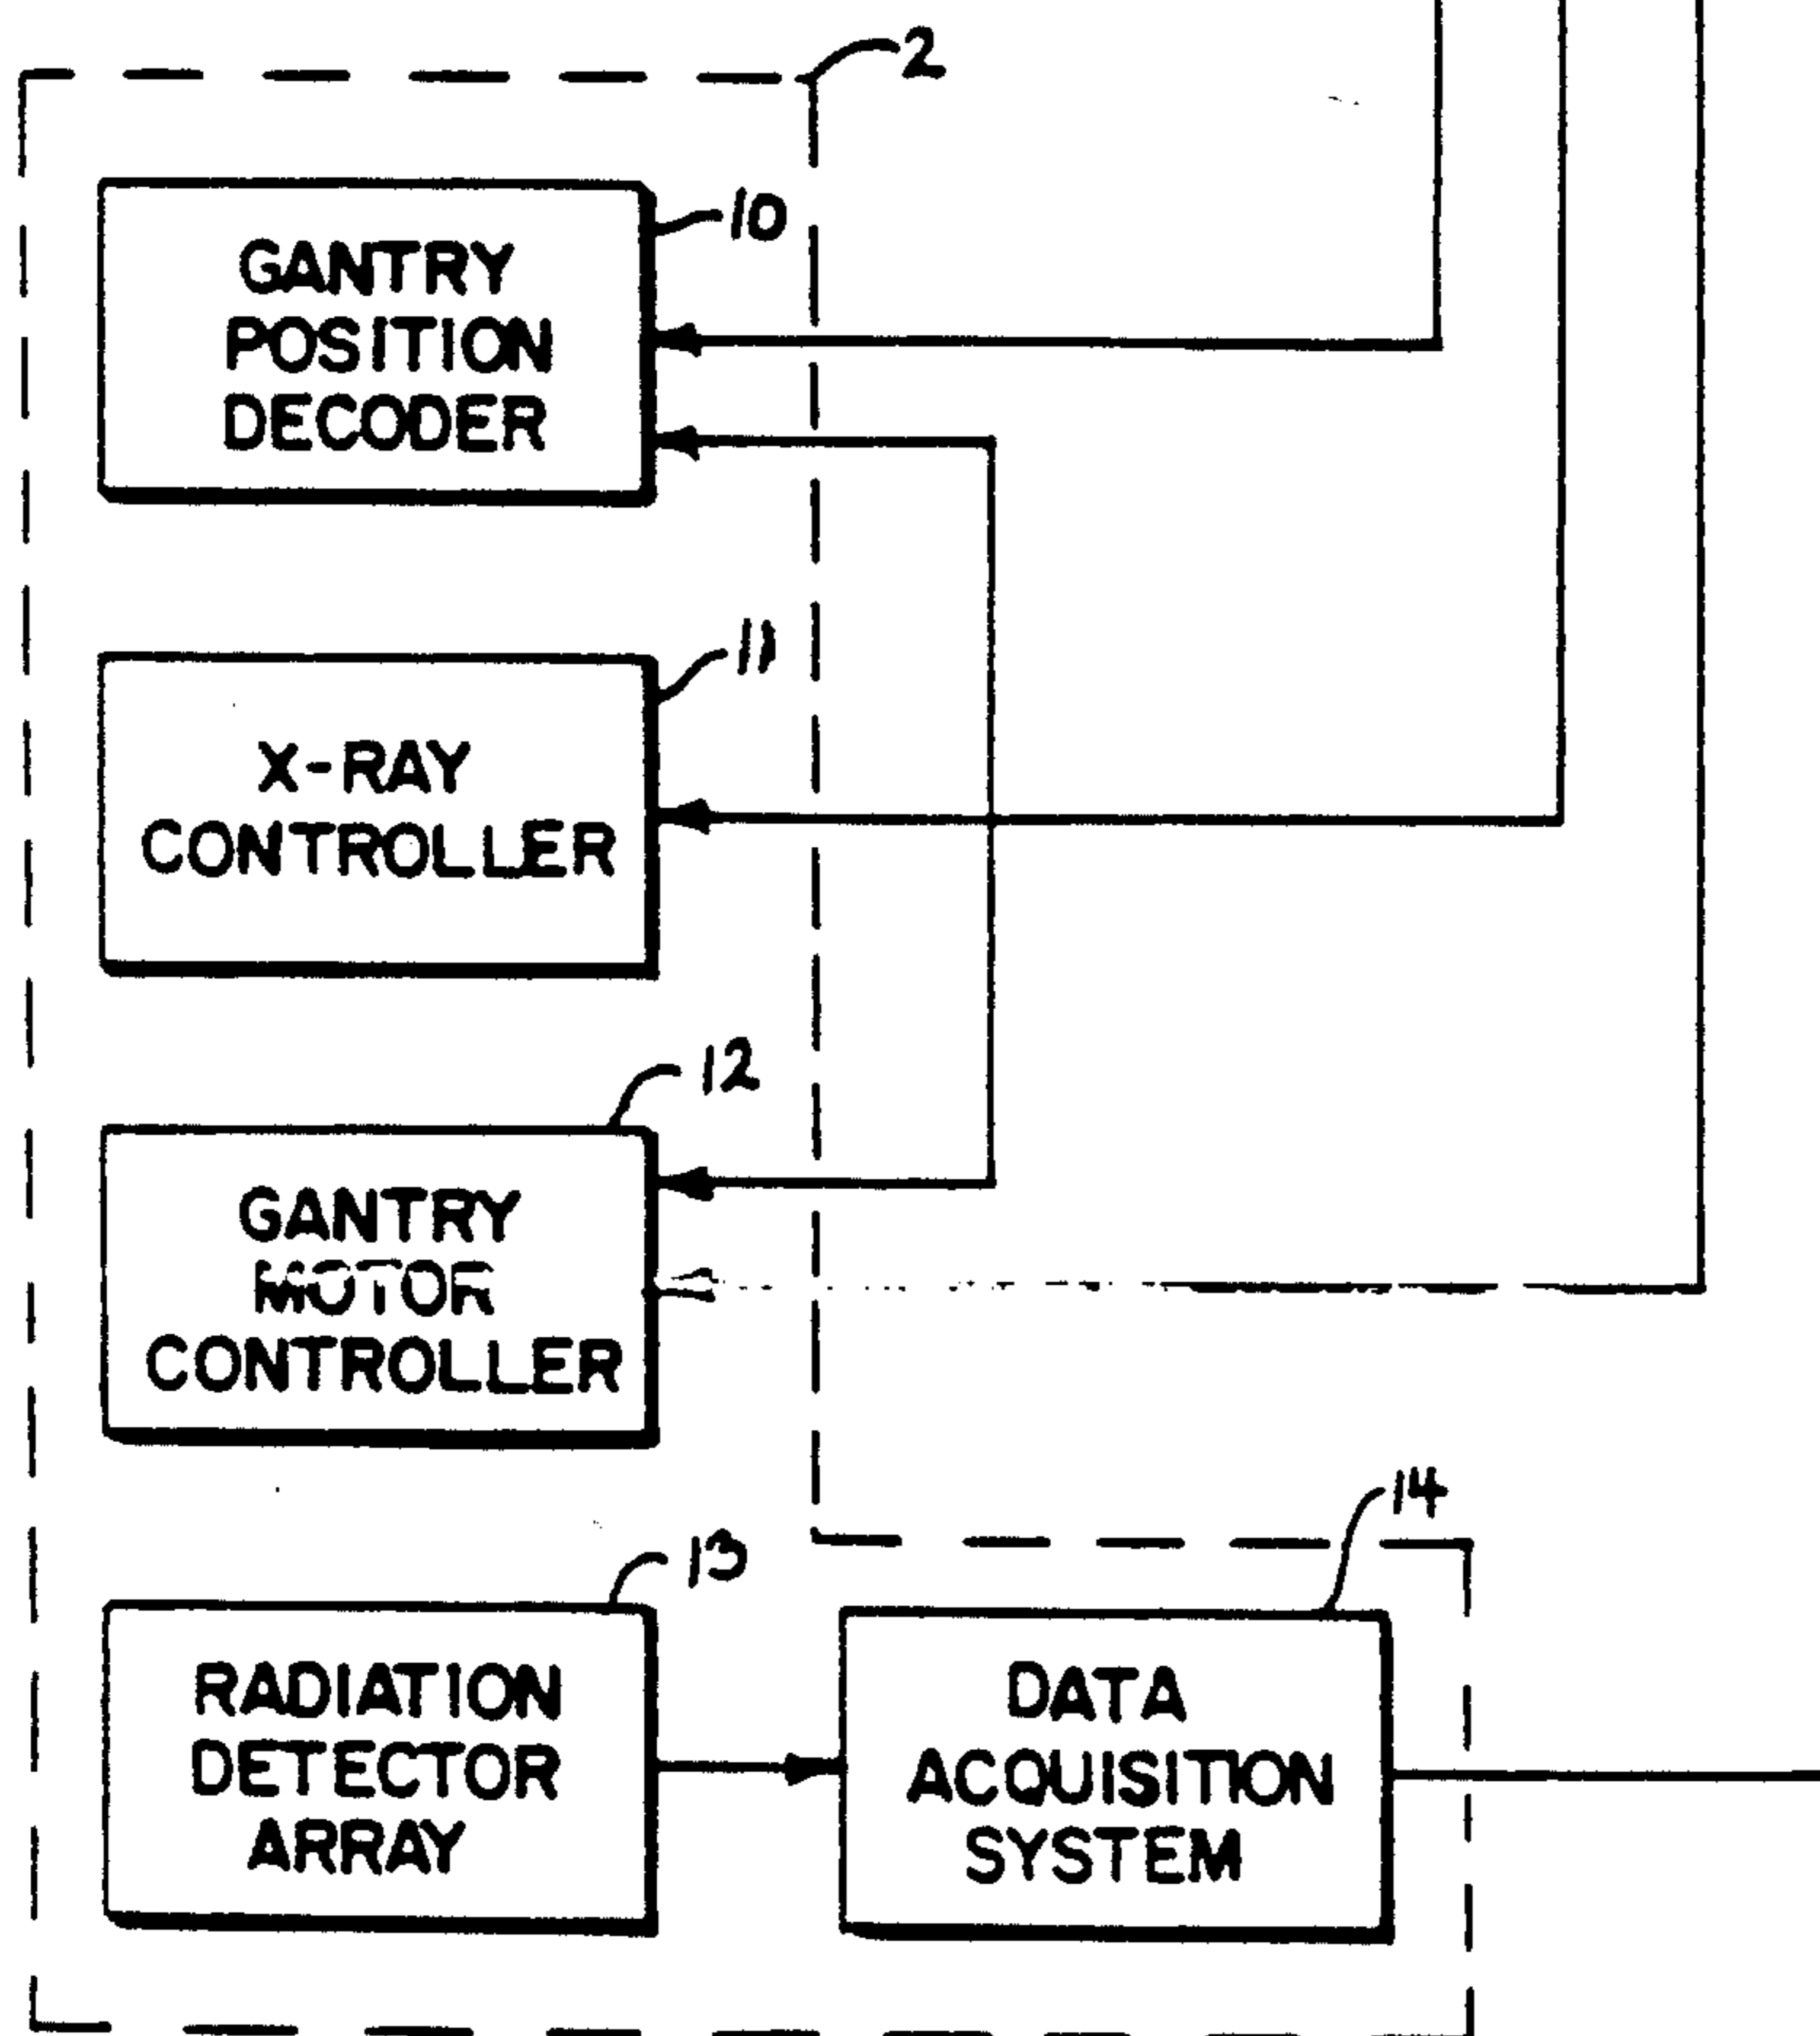 2
10
GANTRY
POSITION
DECODER
11
X-RAY
CONTROLLER
12
GANTRY
MOTOR
CONTROLLER
13
RADIATION
DETECTOR
ARRAY
14
DATA
ACQUISITION
SYSTEM